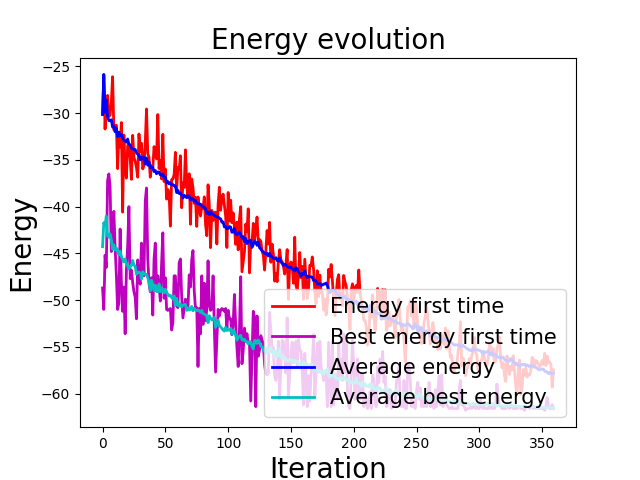 Energy evolution
Energy
−25
−30
−35
−40
−45
−50
−55
−60
Energy first time
Best energy first time
Average energy
Average best energy
0 50 100 150 200 250 300 350
Iteration